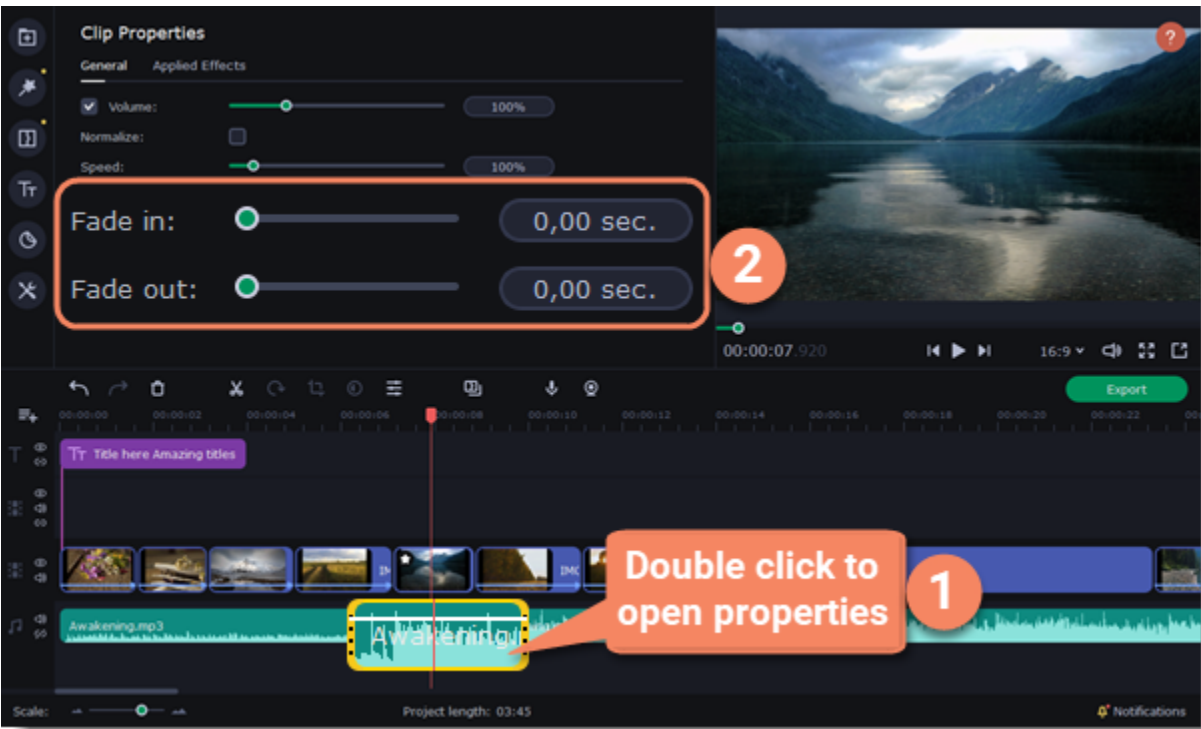 Clip Properties
General Applied Effects
Volume: 100%
Normalize:
Speed: 100%
Fade in: 0,00 sec.
Fade out: 0,00 sec.
2
?
00:00:07.920
16:9
Export
00:00:00 00:00:02 00:00:04 00:00:06 00:00:08 00:00:10 00:00:12 00:00:14 00:00:16 00:00:18 00:00:20 00:00:22
Title here Amazing titles
Double click to
open properties
1
Awakening.mp3
Awakening
Scale:
Project length: 03:45
Notifications